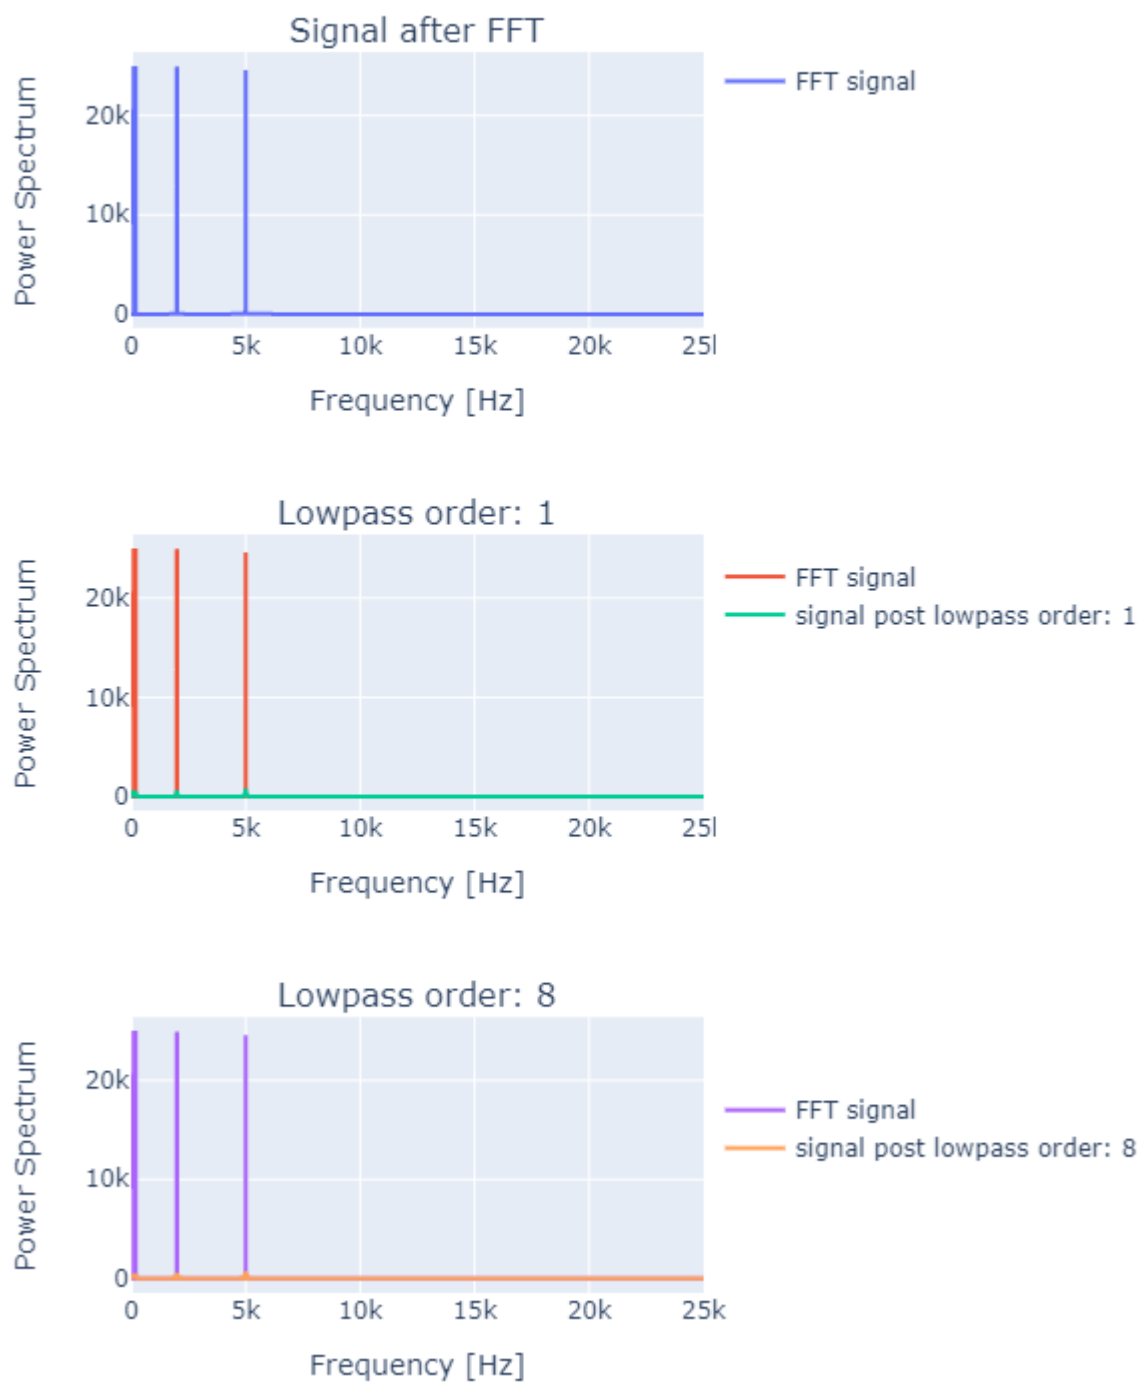 Signal after FFT
Power Spectrum
20k
10k
0
0 5k 10k 15k 20k 25
Frequency [Hz]
FFT signal
Lowpass order: 1
Power Spectrum
20k
10k
0
0 5k 10k 15k 20k 25
Frequency [Hz]
FFT signal
signal post lowpass order: 1
Lowpass order: 8
Power Spectrum
20k
10k
0
0 5k 10k 15k 20k 25k
Frequency [Hz]
FFT signal
signal post lowpass order: 8